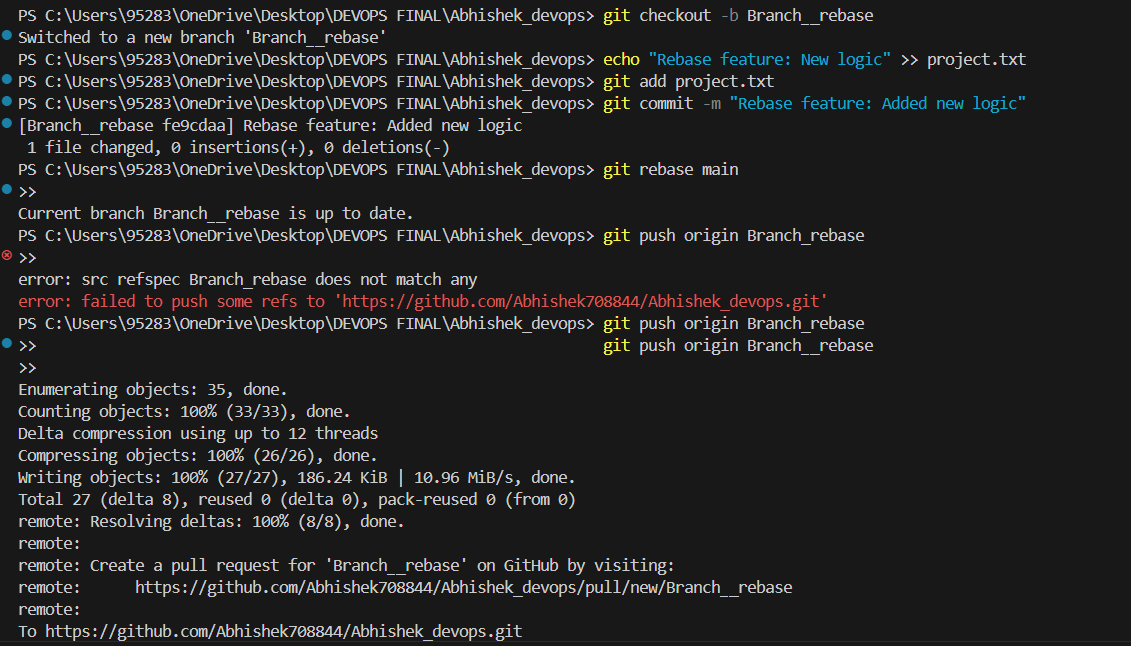 PS C:\Users\95283\OneDrive\Desktop\DEVOPS FINAL\Abhishek_devops> git checkout -b Branch__rebase
Switched to a new branch 'Branch__rebase'
PS C:\Users\95283\OneDrive\Desktop\DEVOPS FINAL\Abhishek_devops> echo "Rebase feature: New logic" >> project.txt
PS C:\Users\95283\OneDrive\Desktop\DEVOPS FINAL\Abhishek_devops> git add project.txt
PS C:\Users\95283\OneDrive\Desktop\DEVOPS FINAL\Abhishek_devops> git commit -m "Rebase feature: Added new logic"
[Branch__rebase fe9cdaa] Rebase feature: Added new logic
 1 file changed, 0 insertions(+), 0 deletions(-)
PS C:\Users\95283\OneDrive\Desktop\DEVOPS FINAL\Abhishek_devops> git rebase main
>>
Current branch Branch__rebase is up to date.
PS C:\Users\95283\OneDrive\Desktop\DEVOPS FINAL\Abhishek_devops> git push origin Branch_rebase
>>
error: src refspec Branch_rebase does not match any
error: failed to push some refs to 'https://github.com/Abhishek708844/Abhishek_devops.git'
PS C:\Users\95283\OneDrive\Desktop\DEVOPS FINAL\Abhishek_devops> git push origin Branch_rebase
>> git push origin Branch__rebase
>>
Enumerating objects: 35, done.
Counting objects: 100% (33/33), done.
Delta compression using up to 12 threads
Compressing objects: 100% (26/26), done.
Writing objects: 100% (27/27), 186.24 KiB | 10.96 MiB/s, done.
Total 27 (delta 8), reused 0 (delta 0), pack-reused 0 (from 0)
remote: Resolving deltas: 100% (8/8), done.
remote:
remote: Create a pull request for 'Branch__rebase' on GitHub by visiting:
remote:      https://github.com/Abhishek708844/Abhishek_devops/pull/new/Branch__rebase
remote:
To https://github.com/Abhishek708844/Abhishek_devops.git